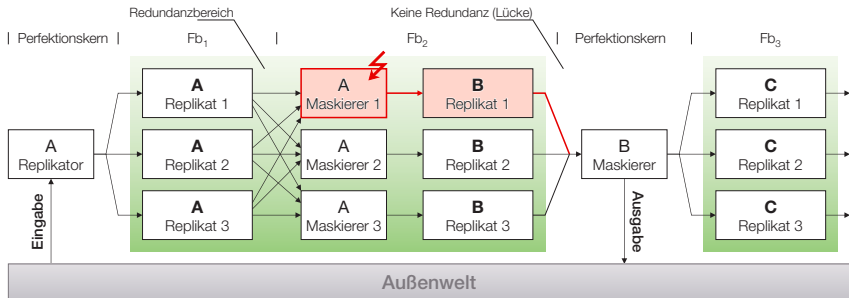 Redundanzbereich
Keine Redundanz (Lücke)
Perfektionskern
Fb1
Fb2
Perfektionskern
Fb3
A
Replikator
A
Replikat 1
A
Replikat 2
A
Replikat 3
A
Maskierer 1
A
Maskierer 2
A
Maskierer 3
B
Replikat 1
B
Replikat 2
B
Replikat 3
B
Maskierer
C
Replikat 1
C
Replikat 2
C
Replikat 3
Eingabe
Ausgabe
Außenwelt